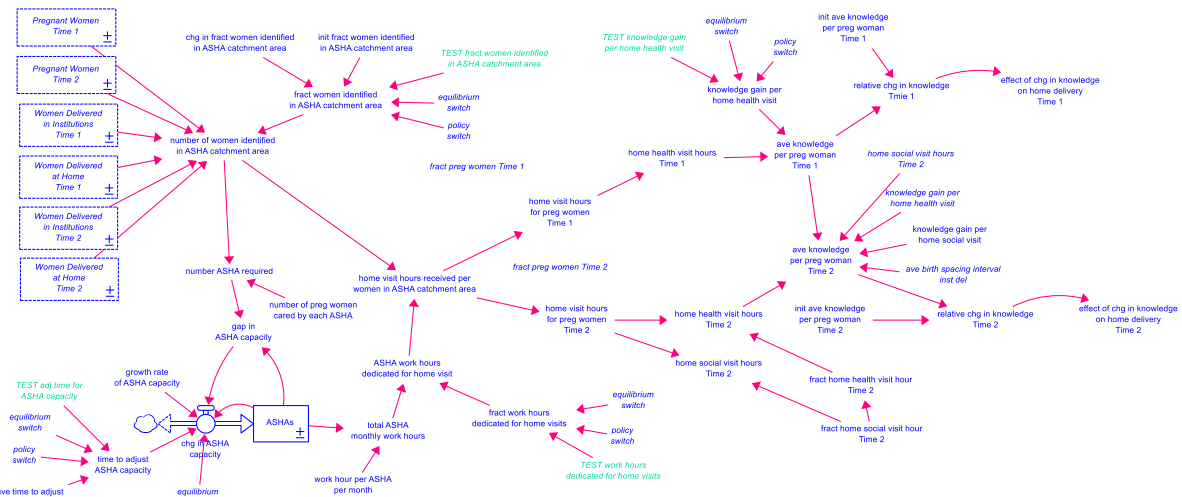 Pregnant Women
Time 1
Pregnant Women
Time 2
Women Delivered
in Institutions
Time 1
Women Delivered
at Home
Time 1
Women Delivered
in Institutions
Time 2
Women Delivered
at Home
Time 2
chg in fract women identified
in ASHA catchment area
init fract women identified
in ASHA catchment area
TEST fract women identified
in ASHA catchment area
fract women identified
in ASHA catchment area
equilibrium
switch
policy
switch
number of women identified
in ASHA catchment area
fract preg women Time 1
TEST knowledge gain
per home health visit
equilibrium
switch
policy
switch
knowledge gain per
home health visit
init ave knowledge
per preg woman
Time 1
relative chg in knowledge
Tmie 1
effect of chg in knowledge
on home delivery
Time 1
home health visit hours
Time 1
ave knowledge
per preg woman
Time 1
home social visit hours
Time 2
knowledge gain per
home health visit
knowledge gain per
home social visit
ave birth spacing interval
inst del
home visit hours
for preg women
Time 1
ave knowledge
per preg woman
Time 2
fract preg women Time 2
number ASHA required
home visit hours received per
women in ASHA catchment area
number of preg women
cared by each ASHA
gap in
ASHA capacity
home visit hours
for preg women
Time 2
home health visit hours
Time 2
init ave knowledge
per preg woman
Time 2
relative chg in knowledge
Time 2
effect of chg in knowledge
on home delivery
Time 2
home social visit hours
Time 2
fract home health visit hour
Time 2
fract home social visit hour
Time 2
ASHA work hours
dedicated for home visit
growth rate
of ASHA capacity
TEST adj time for
ASHA capacity
equilibrium
switch
policy
switch
time to adjust
ASHA capacity
ave time to adjust
chg in ASHA
capacity
equilibrium
ASHAs
total ASHA
monthly work hours
work hour per ASHA
per month
fract work hours
dedicated for home visits
equilibrium
switch
policy
switch
TEST work hours
dedicated for home visits